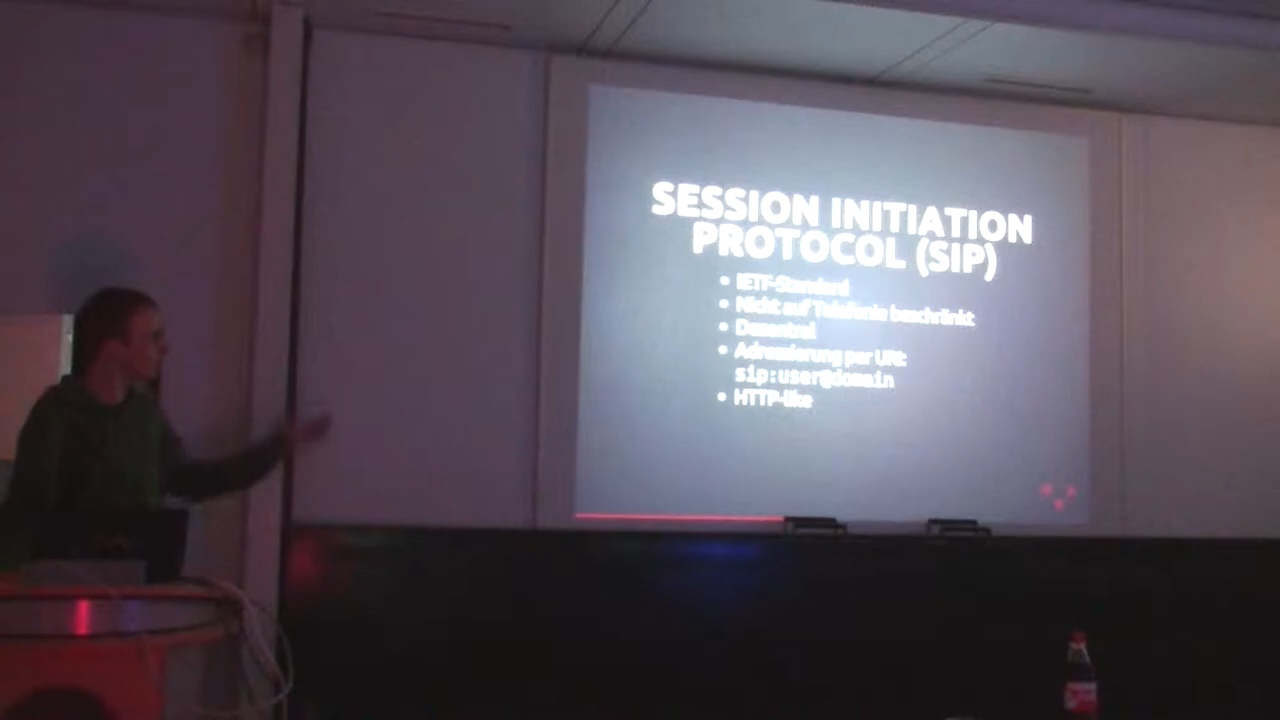 SESSION INITIATION
PROTOCOL (SIP)
• IETF-Standard
• Nicht auf Telefonie beschränkt
• Dezentral
• Adressierung per URI:
sip:user@domain
• HTTP-like